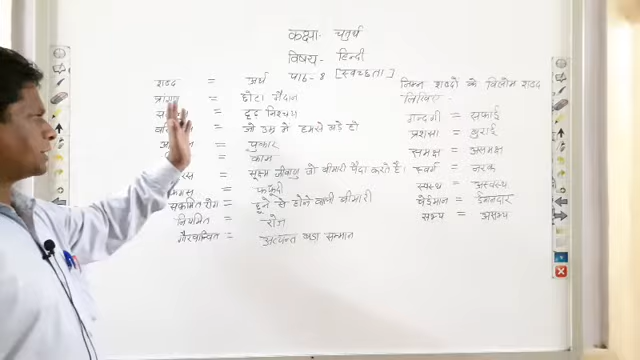 कक्षा- चतुर्थ
विषय- हिन्दी
पाठ-8 [स्वच्छता]
शब्द = अर्थ
प्रांगण = छोटा मैदान
= दृढ़ निश्चय
= जो उम्र मे हमसे बडे हो
= पुकार
= काम
= सूक्ष्म जीवाणु जो बीमारी पैदा करते है।
= फफूंदी
संक्रमित रोग = छूने से होने वाली बीमारी
नियमित = रोज
गौरवान्वित = अत्यन्त बडा सम्मान
निम्न शब्दों के विलोम शब्द
लिखिए -
गन्दगी = सफाई
प्रशंसा = बुराई
समक्ष = असमक्ष
स्वर्ग = नरक
स्वस्थ = अस्वस्थ
बेईमान = ईमानदार
सभ्य = असभ्य